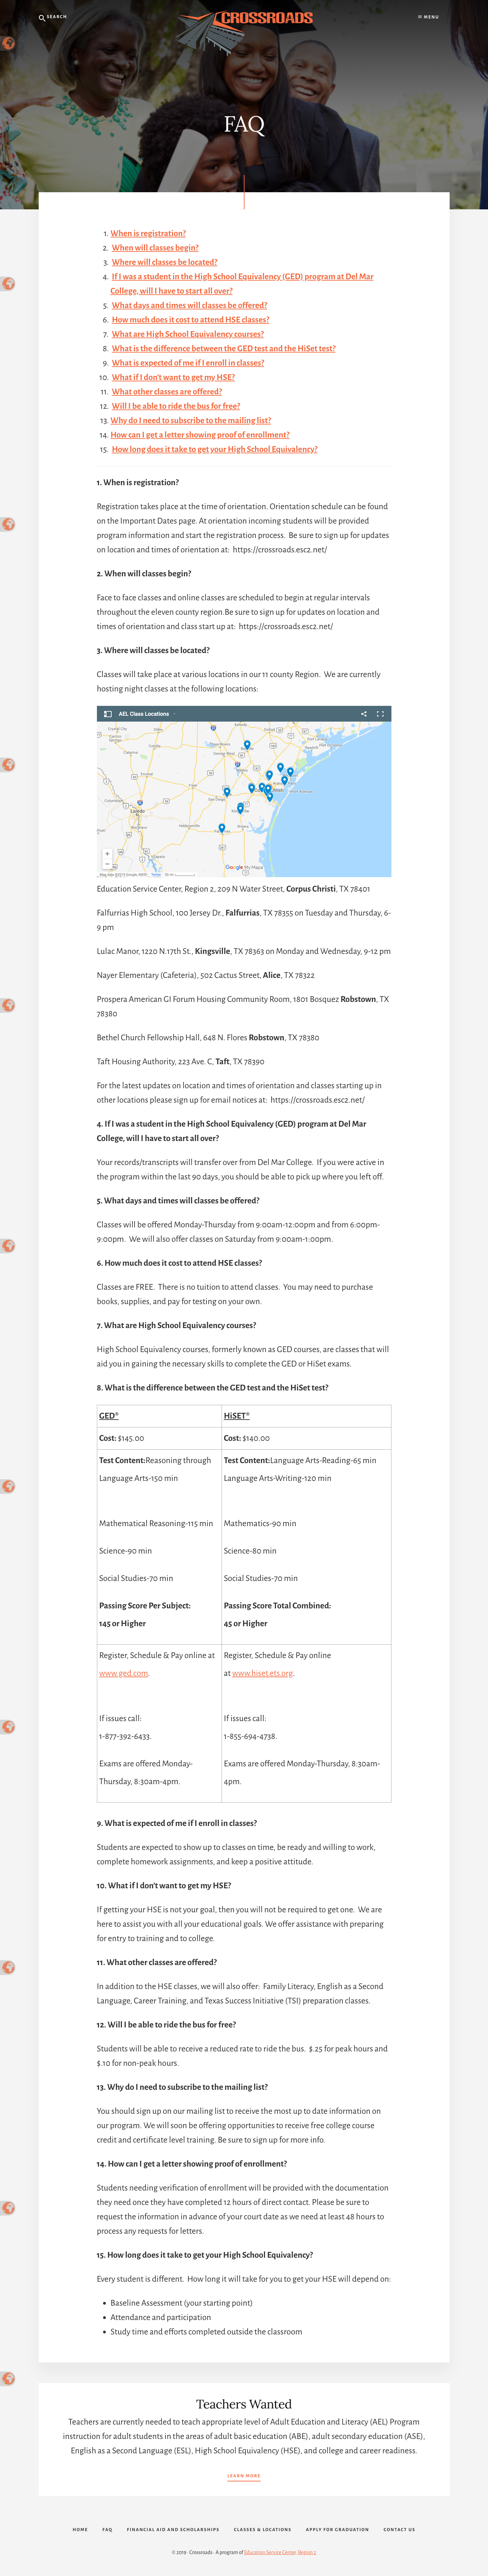 SEARCH
CROSSROADS
MENU
FAQ
1. When is registration?
2. When will classes begin?
3. Where will classes be located?
4. If I was a student in the High School Equivalency (GED) program at Del Mar
College, will I have to start all over?
5. What days and times will classes be offered?
6. How much does it cost to attend HSE classes?
7. What are High School Equivalency courses?
8. What is the difference between the GED test and the HiSet test?
9. What is expected of me if I enroll in classes?
10. What if I don't want to get my HSE?
11. What other classes are offered?
12. Will I be able to ride the bus for free?
13. Why do I need to subscribe to the mailing list?
14. How can I get a letter showing proof of enrollment?
15. How long does it take to get your High School Equivalency?
1. When is registration?
Registration takes place at the time of orientation. Orientation schedule can be found
on the Important Dates page. At orientation incoming students will be provided
program information and start the registration process. Be sure to sign up for updates
on location and times of orientation at: https://crossroads.esc2.net/
2. When will classes begin?
Face to face classes and online classes are scheduled to begin at regular intervals
throughout the eleven county region.Be sure to sign up for updates on location and
times of orientation and class start up at: https://crossroads.esc2.net/
3. Where will classes be located?
Classes will take place at various locations in our 11 county Region. We are currently
hosting night classes at the following locations:
AEL Class Locations
Laredo
Google My Maps
Education Service Center, Region 2, 209 N Water Street, Corpus Christi, TX 78401
Falfurrias High School, 100 Jersey Dr., Falfurrias, TX 78355 on Tuesday and Thursday, 6-
9 pm
Lulac Manor, 1220 N.17th St., Kingsville, TX 78363 on Monday and Wednesday, 9-12 pm
Nayer Elementary (Cafeteria), 502 Cactus Street, Alice, TX 78322
Prospera American GI Forum Housing Community Room, 1801 Bosquez Robstown, TX
78380
Bethel Church Fellowship Hall, 648 N. Flores Robstown, TX 78380
Taft Housing Authority, 223 Ave. C, Taft, TX 78390
For the latest updates on location and times of orientation and classes starting up in
other locations please sign up for email notices at: https://crossroads.esc2.net/
4. If I was a student in the High School Equivalency (GED) program at Del Mar
College, will I have to start all over?
Your records/transcripts will transfer over from Del Mar College. If you were active in
the program within the last 90 days, you should be able to pick up where you left off.
5. What days and times will classes be offered?
Classes will be offered Monday-Thursday from 9:00am-12:00pm and from 6:00pm-
9:00pm. We will also offer classes on Saturday from 9:00am-1:00pm.
6. How much does it cost to attend HSE classes?
Classes are FREE. There is no tuition to attend classes. You may need to purchase
books, supplies, and pay for testing on your own.
7. What are High School Equivalency courses?
High School Equivalency courses, formerly known as GED courses, are classes that will
aid you in gaining the necessary skills to complete the GED or HiSet exams.
8. What is the difference between the GED test and the HiSet test?
GED® HiSET®
Cost: $145.00 Cost: $140.00
Test Content:Reasoning through Test Content:Language Arts-Reading-65 min
Language Arts-150 min Language Arts-Writing-120 min
Mathematical Reasoning-115 min Mathematics-90 min
Science-90 min Science-80 min
Social Studies-70 min Social Studies-70 min
Passing Score Per Subject: Passing Score Total Combined:
145 or Higher 45 or Higher
Register, Schedule & Pay online at Register, Schedule & Pay online
www.ged.com. at www.hiset.ets.org.
If issues call: If issues call:
1-877-392-6433. 1-855-694-4738.
Exams are offered Monday- Exams are offered Monday-Thursday, 8:30am-
Thursday, 8:30am-4pm. 4pm.
9. What is expected of me if I enroll in classes?
Students are expected to show up to classes on time, be ready and willing to work,
complete homework assignments, and keep a positive attitude.
10. What if I don't want to get my HSE?
If getting your HSE is not your goal, then you will not be required to get one. We are
here to assist you with all your educational goals. We offer assistance with preparing
for entry to training and to college.
11. What other classes are offered?
In addition to the HSE classes, we will also offer: Family Literacy, English as a Second
Language, Career Training, and Texas Success Initiative (TSI) preparation classes.
12. Will I be able to ride the bus for free?
Students will be able to receive a reduced rate to ride the bus. $.25 for peak hours and
$.10 for non-peak hours.
13. Why do I need to subscribe to the mailing list?
You should sign up on our mailing list to receive the most up to date information on
our program. We will soon be offering opportunities to receive free college course
credit and certificate level training. Be sure to sign up for more info.
14. How can I get a letter showing proof of enrollment?
Students needing verification of enrollment will be provided with the documentation
they need once they have completed 12 hours of direct contact. Please be sure to
request the information in advance of your court date as we need at least 48 hours to
process any requests for letters.
15. How long does it take to get your High School Equivalency?
Every student is different. How long it will take for you to get your HSE will depend on:
Baseline Assessment (your starting point)
Attendance and participation
Study time and efforts completed outside the classroom
Teachers Wanted
Teachers are currently needed to teach appropriate level of Adult Education and Literacy (AEL) Program
instruction for adult students in the areas of adult basic education (ABE), adult secondary education (ASE),
English as a Second Language (ESL), High School Equivalency (HSE), and college and career readiness.
LEARN MORE
HOME FAQ FINANCIAL AID AND SCHOLARSHIPS CLASSES & LOCATIONS APPLY FOR GRADUATION CONTACT US
© 2019 · Crossroads · A program of Education Service Center, Region 2